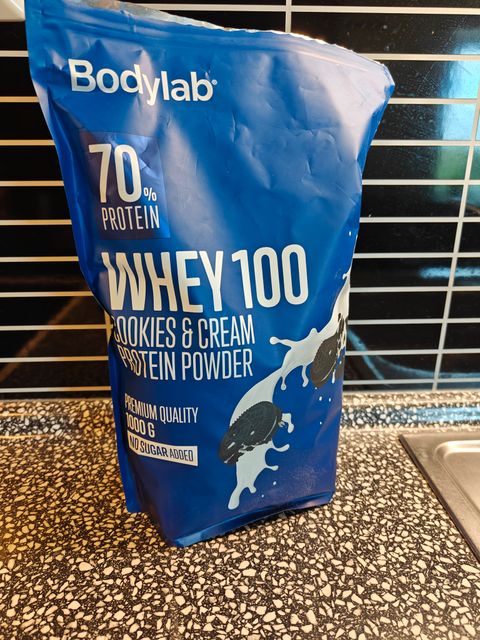 Bodylab®
70%
PROTEIN
WHEY 100
COOKIES & CREAM
PROTEIN POWDER
PREMIUM QUALITY
1000 G
NO SUGAR ADDED